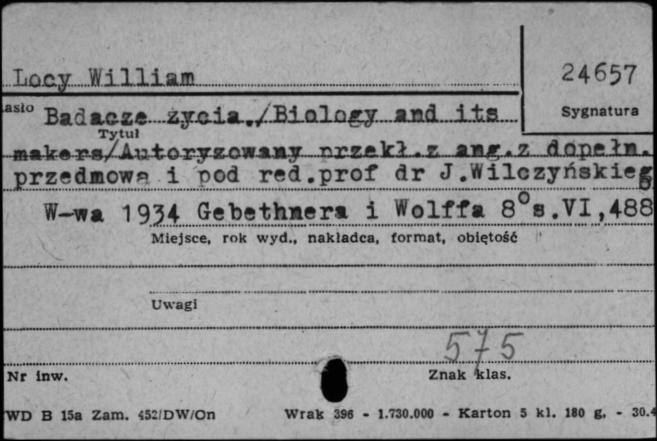 Locy William
24657
asło
Badacze życia./Biology and its
Sygnatura
Tytuł
makers/Autoryzowany przekł.z ang.z dopełn.
przedmową i pod red.prof dr J.Wilczyńskieg
W-wa 1934 Gebethnera i Wolffa 8°s.VI,488
Miejsce, rok wyd., nakładca, format, objętość
Uwagi
575
Nr inw.
Znak klas.
WD B 15a Zam. 452/DW/On Wrak 396 - 1.730.000 - Karton 5 kl. 180 g. - 30.4